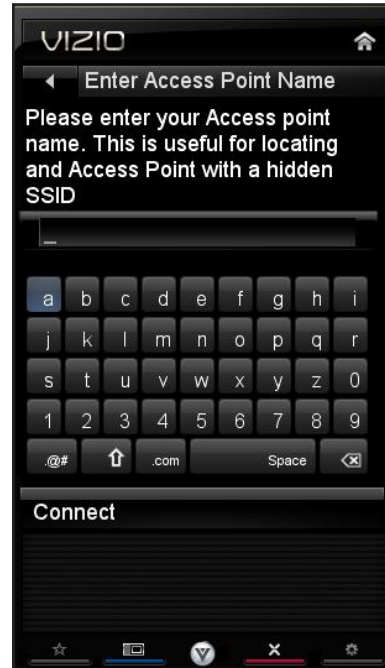 VIZIO
Enter Access Point Name
Please enter your Access point
name. This is useful for locating
and Access Point with a hidden
SSID
_
a b c d e f g h i
j k l m n o p q r
s t u v w x y z 0
1 2 3 4 5 6 7 8 9
.@# .com Space
Connect
V